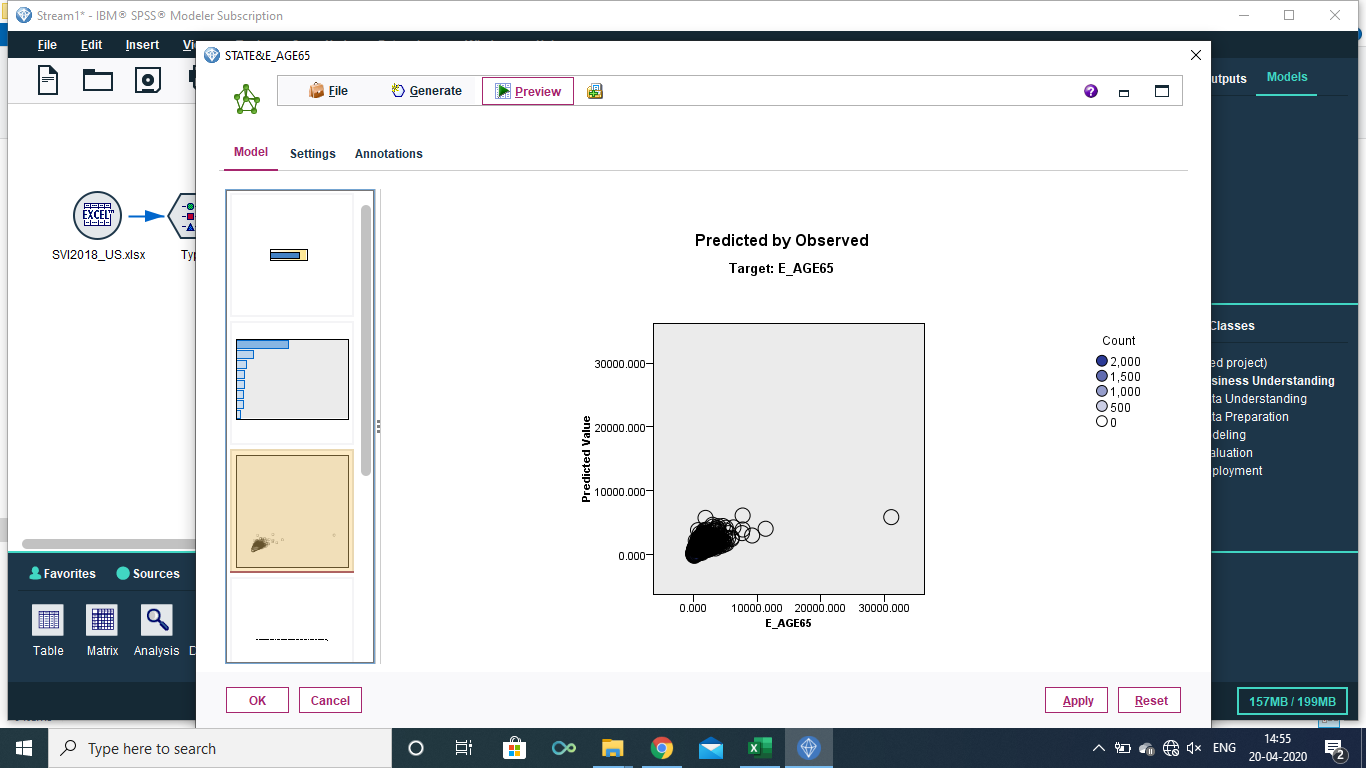 Stream1* - IBM® SPSS® Modeler Subscription
File Edit Insert
STATE&E_AGE65
File Generate Preview
Model Settings Annotations
Models
EXCEL™
SVI2018_US.xlsx
Predicted by Observed
Target: E_AGE65
Count
2,000
1,500
1,000
500
0
30000.000
20000.000
10000.000
0.000
Predicted Value
0.000 10000.000 20000.000 30000.000
E_AGE65
Classes
ed project)
siness Understanding
ta Understanding
ta Preparation
deling
aluation
ployment
Favorites Sources
Table Matrix Analysis
OK Cancel Apply Reset
157MB / 199MB
Type here to search
ENG
14:55
20-04-2020
2